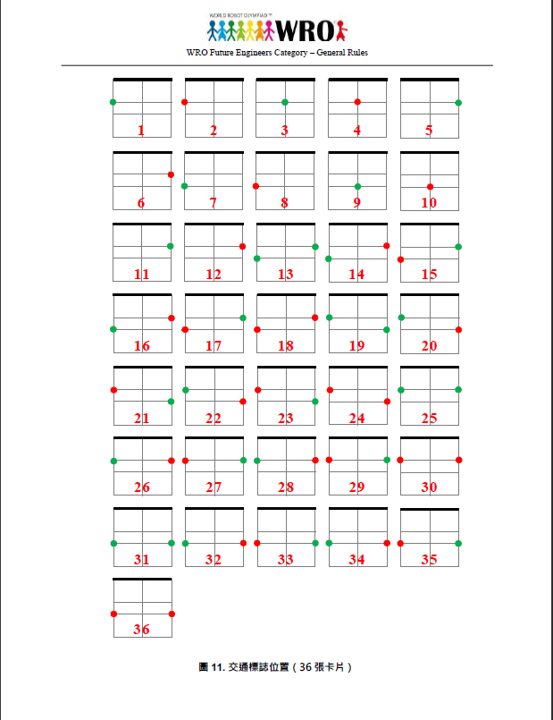 WORLD ROBOT OLYMPIAD™
WRO
WRO Future Engineers Category – General Rules
1 2 3 4 5
6 7 8 9 10
11 12 13 14 15
16 17 18 19 20
21 22 23 24 25
26 27 28 29 30
31 32 33 34 35
36
圖 11. 交通標誌位置（36 張卡片）